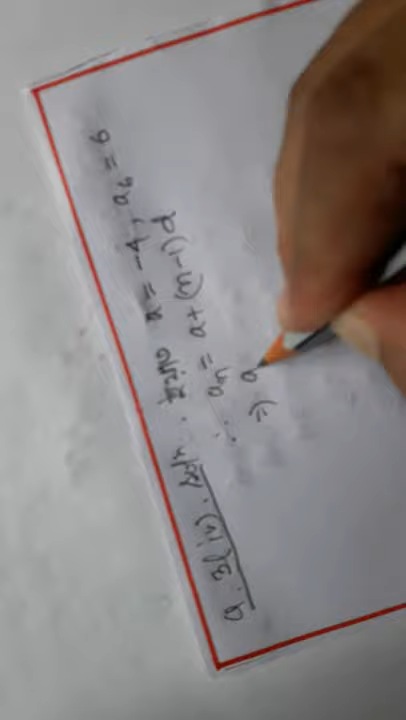 Q. 3(iv). Soln. : यहाँ a = -4, a₆ = 6
∴ aₙ = a + (n-1)d
⇒ a